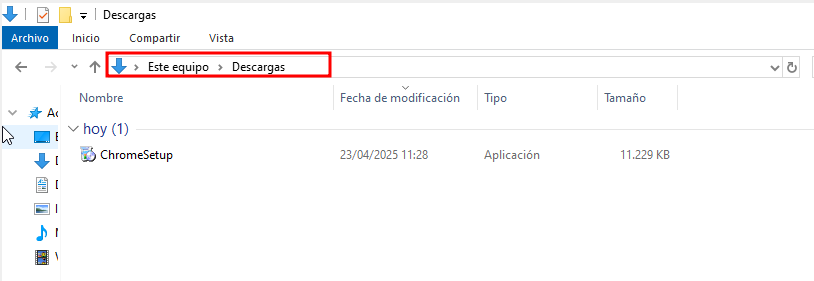 Descargas
Archivo Inicio Compartir Vista
Este equipo Descargas
Nombre Fecha de modificación Tipo Tamaño
hoy (1)
ChromeSetup 23/04/2025 11:28 Aplicación 11.229 KB